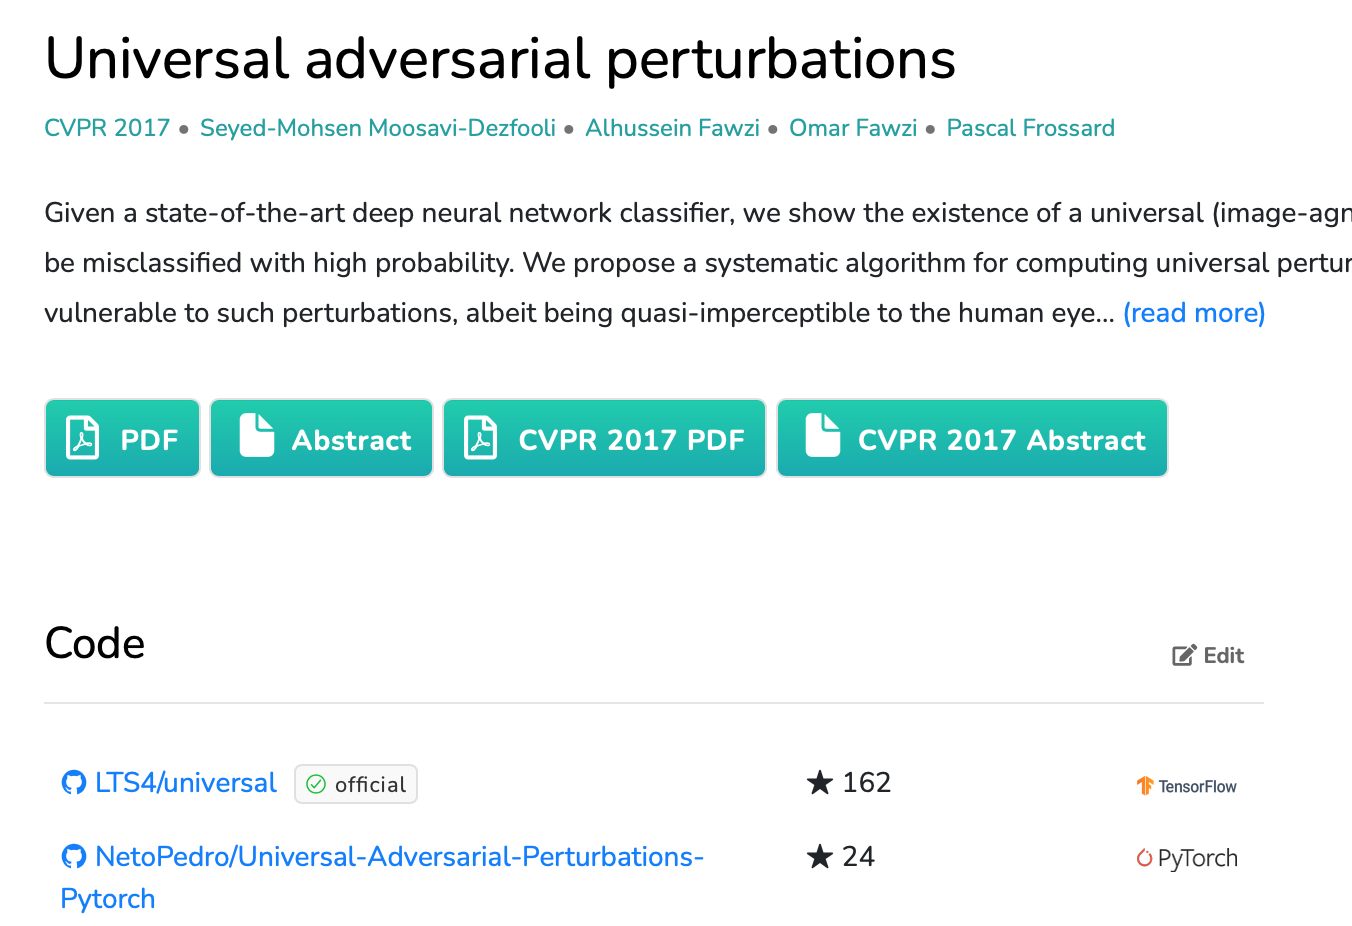 Universal adversarial perturbations
CVPR 2017 • Seyed-Mohsen Moosavi-Dezfooli • Alhussein Fawzi • Omar Fawzi • Pascal Frossard
Given a state-of-the-art deep neural network classifier, we show the existence of a universal (image-agn
be misclassified with high probability. We propose a systematic algorithm for computing universal pertur
vulnerable to such perturbations, albeit being quasi-imperceptible to the human eye... (read more)
PDF Abstract CVPR 2017 PDF CVPR 2017 Abstract
Code
Edit
LTS4/universal official 162 TensorFlow
NetoPedro/Universal-Adversarial-Perturbations- 24 PyTorch
Pytorch